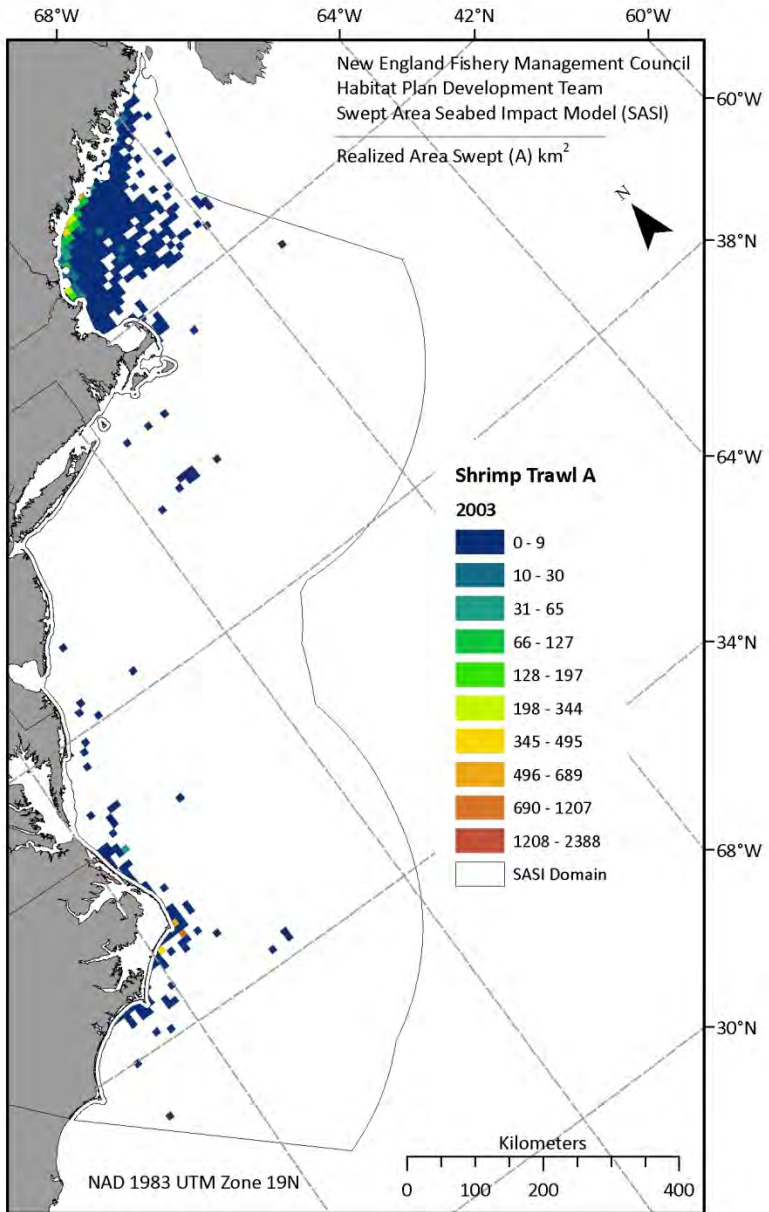 68°W 64°W 42°N 60°W
New England Fishery Management Council
Habitat Plan Development Team
Swept Area Seabed Impact Model (SASI)
Realized Area Swept (A) km²
60°W
N
38°N
64°W
Shrimp Trawl A
2003
0 - 9
10 - 30
31 - 65
66 - 127
34°N
128 - 197
198 - 344
345 - 495
496 - 689
690 - 1207
1208 - 2388
68°W
SASI Domain
30°N
Kilometers
NAD 1983 UTM Zone 19N
0 100 200 400